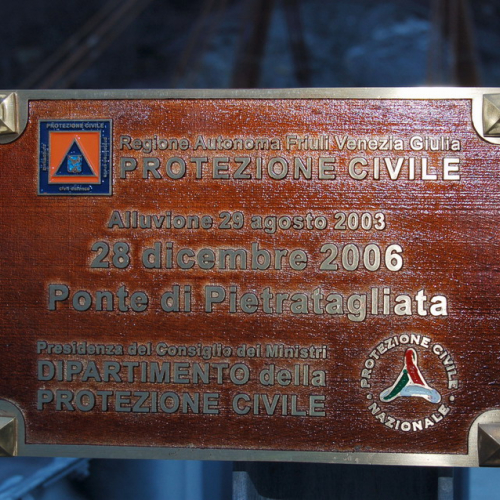 PROTEZIONE CIVILE
Regione Autonoma Friuli Venezia Giulia
PROTEZIONE CIVILE
Alluvione 29 agosto 2003
28 dicembre 2006
Ponte di Pietratagliata
Presidenza del Consiglio dei Ministri
DIPARTIMENTO della
PROTEZIONE CIVILE
PROTEZIONE CIVILE
NAZIONALE